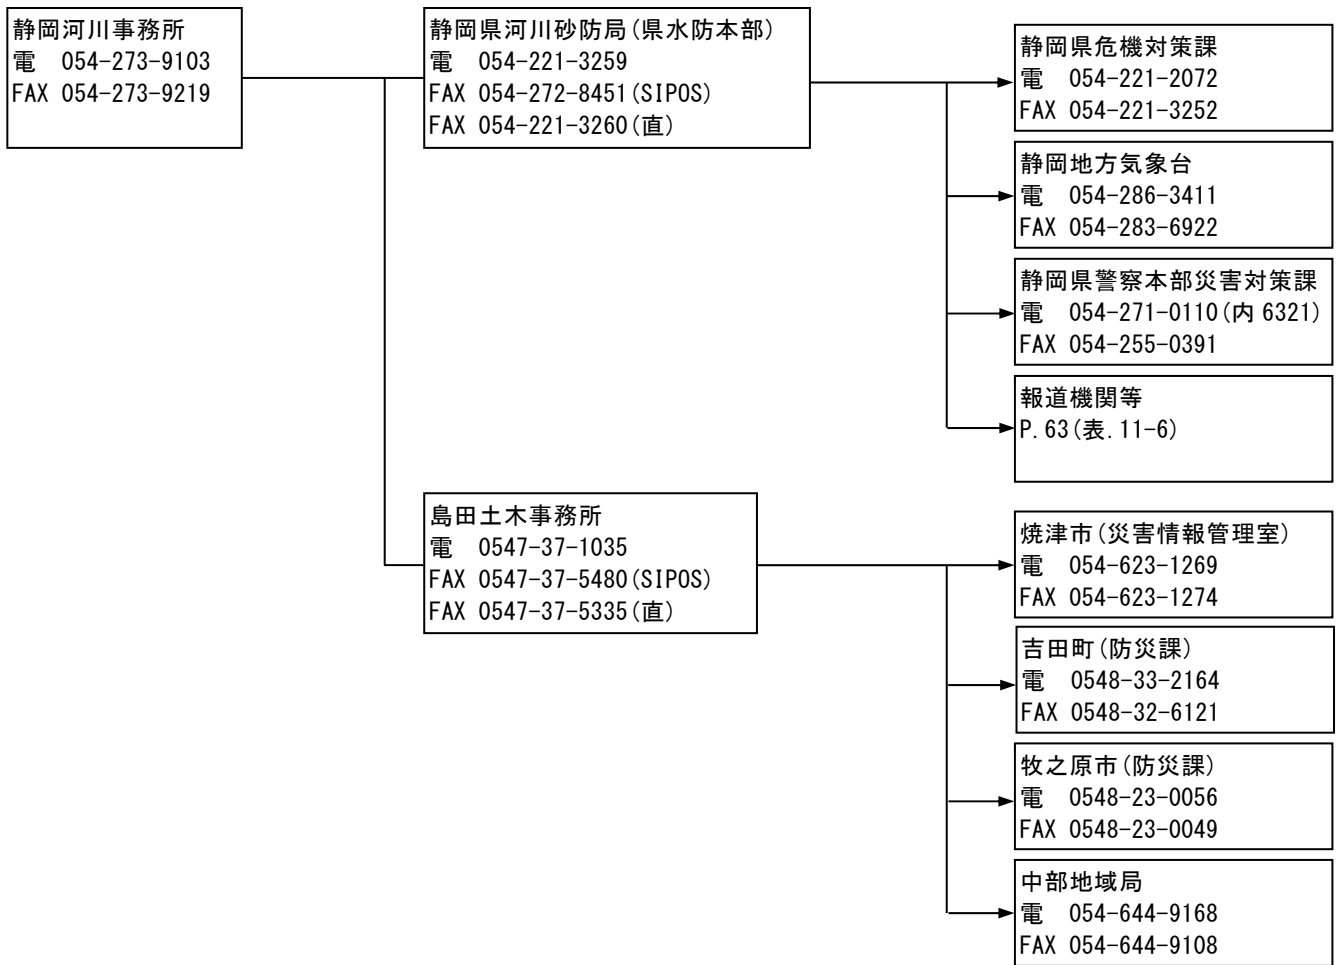 静岡河川事務所
電 054-273-9103
FAX 054-273-9219
静岡県河川砂防局(県水防本部)
電 054-221-3259
FAX 054-272-8451(SIPOS)
FAX 054-221-3260(直)
静岡県危機対策課
電 054-221-2072
FAX 054-221-3252
静岡地方気象台
電 054-286-3411
FAX 054-283-6922
静岡県警察本部災害対策課
電 054-271-0110(内 6321)
FAX 054-255-0391
報道機関等
P.63(表.11-6)
島田土木事務所
電 0547-37-1035
FAX 0547-37-5480(SIPOS)
FAX 0547-37-5335(直)
焼津市(災害情報管理室)
電 054-623-1269
FAX 054-623-1274
吉田町(防災課)
電 0548-33-2164
FAX 0548-32-6121
牧之原市(防災課)
電 0548-23-0056
FAX 0548-23-0049
中部地域局
電 054-644-9168
FAX 054-644-9108